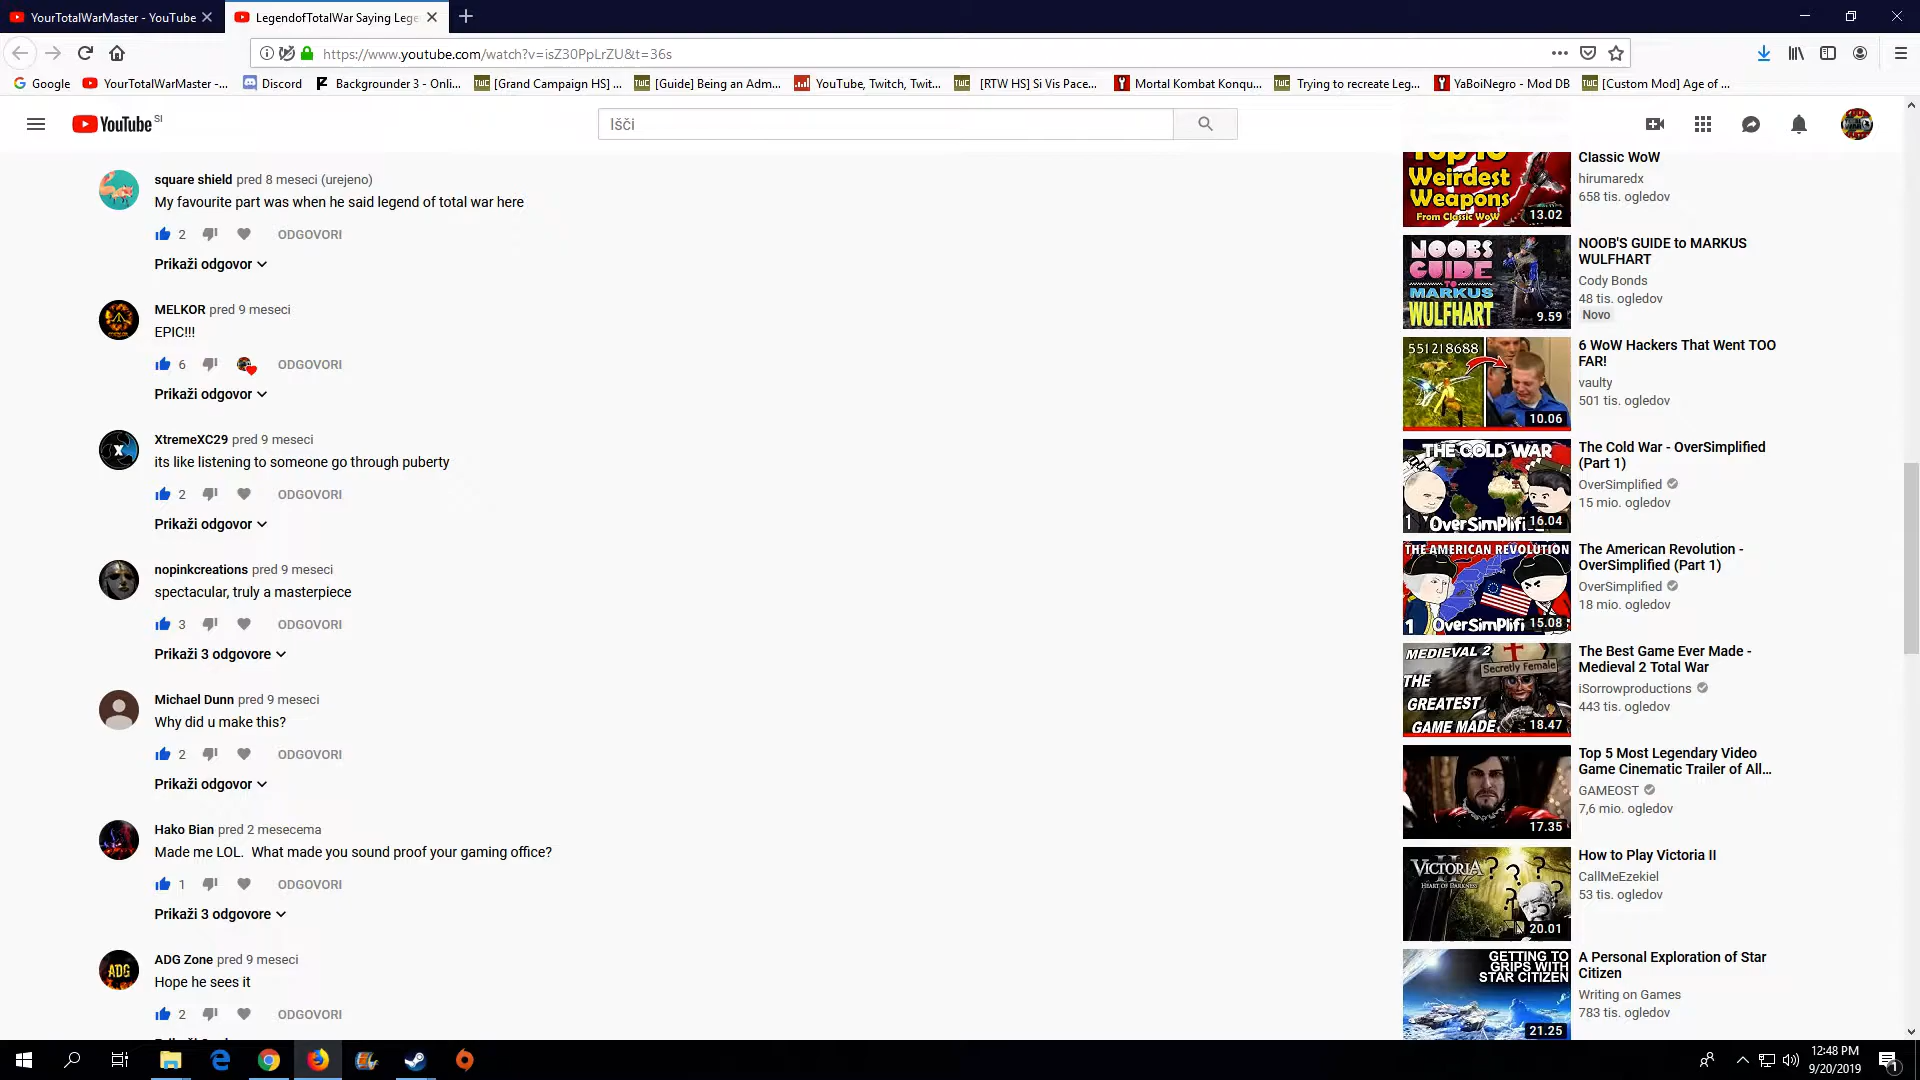 YourTotalWarMaster - YouTube
LegendofTotalWar Saying Lege
https://www.youtube.com/watch?v=isZ30PpLrZU&t=36s
Google
YourTotalWarMaster -...
Discord
Backgrounder 3 - Onli...
TWC [Grand Campaign HS] ...
TWC [Guide] Being an Adm...
YouTube, Twitch, Twit...
TWC [RTW HS] Si Vis Pace...
Mortal Kombat Konqu...
TWC Trying to recreate Leg...
YaBoiNegro - Mod DB
TWC [Custom Mod] Age of ...
YouTube SI
Išči
square shield pred 8 meseci (urejeno)
My favourite part was when he said legend of total war here
2 ODGOVORI
Prikaži odgovor
MELKOR pred 9 meseci
EPIC!!!
6 ODGOVORI
Prikaži odgovor
XtremeXC29 pred 9 meseci
its like listening to someone go through puberty
2 ODGOVORI
Prikaži odgovor
nopinkcreations pred 9 meseci
spectacular, truly a masterpiece
3 ODGOVORI
Prikaži 3 odgovore
Michael Dunn pred 9 meseci
Why did u make this?
2 ODGOVORI
Prikaži odgovor
Hako Bian pred 2 mesecema
Made me LOL.  What made you sound proof your gaming office?
1 ODGOVORI
Prikaži 3 odgovore
ADG
ADG Zone pred 9 meseci
Hope he sees it
2 ODGOVORI
Top 10
Weirdest
Weapons
From Classic WoW
13.02
Classic WoW
hirumaredx
658 tis. ogledov
NOOBS
GUIDE
TO
MARKUS
WULFHART
9.59
NOOB'S GUIDE to MARKUS
WULFHART
Cody Bonds
48 tis. ogledov
Novo
551218688
10.06
6 WoW Hackers That Went TOO
FAR!
vaulty
501 tis. ogledov
THE COLD WAR
1 OverSimplifi
16.04
The Cold War - OverSimplified
(Part 1)
OverSimplified
15 mio. ogledov
THE AMERICAN REVOLUTION
1 OverSimplifi
15.08
The American Revolution -
OverSimplified (Part 1)
OverSimplified
18 mio. ogledov
MEDIEVAL 2
Secretly Female
THE
GREATEST
GAME MADE
18.47
The Best Game Ever Made -
Medieval 2 Total War
iSorrowproductions
443 tis. ogledov
17.35
Top 5 Most Legendary Video
Game Cinematic Trailer of All...
GAMEOST
7,6 mio. ogledov
VICTORIA II
HEART OF DARKNESS
? ? ? ? ?
20.01
How to Play Victoria II
CallMeEzekiel
53 tis. ogledov
GETTING TO
GRIPS WITH
STAR CITIZEN
21.25
A Personal Exploration of Star
Citizen
Writing on Games
783 tis. ogledov
12:48 PM
9/20/2019
1